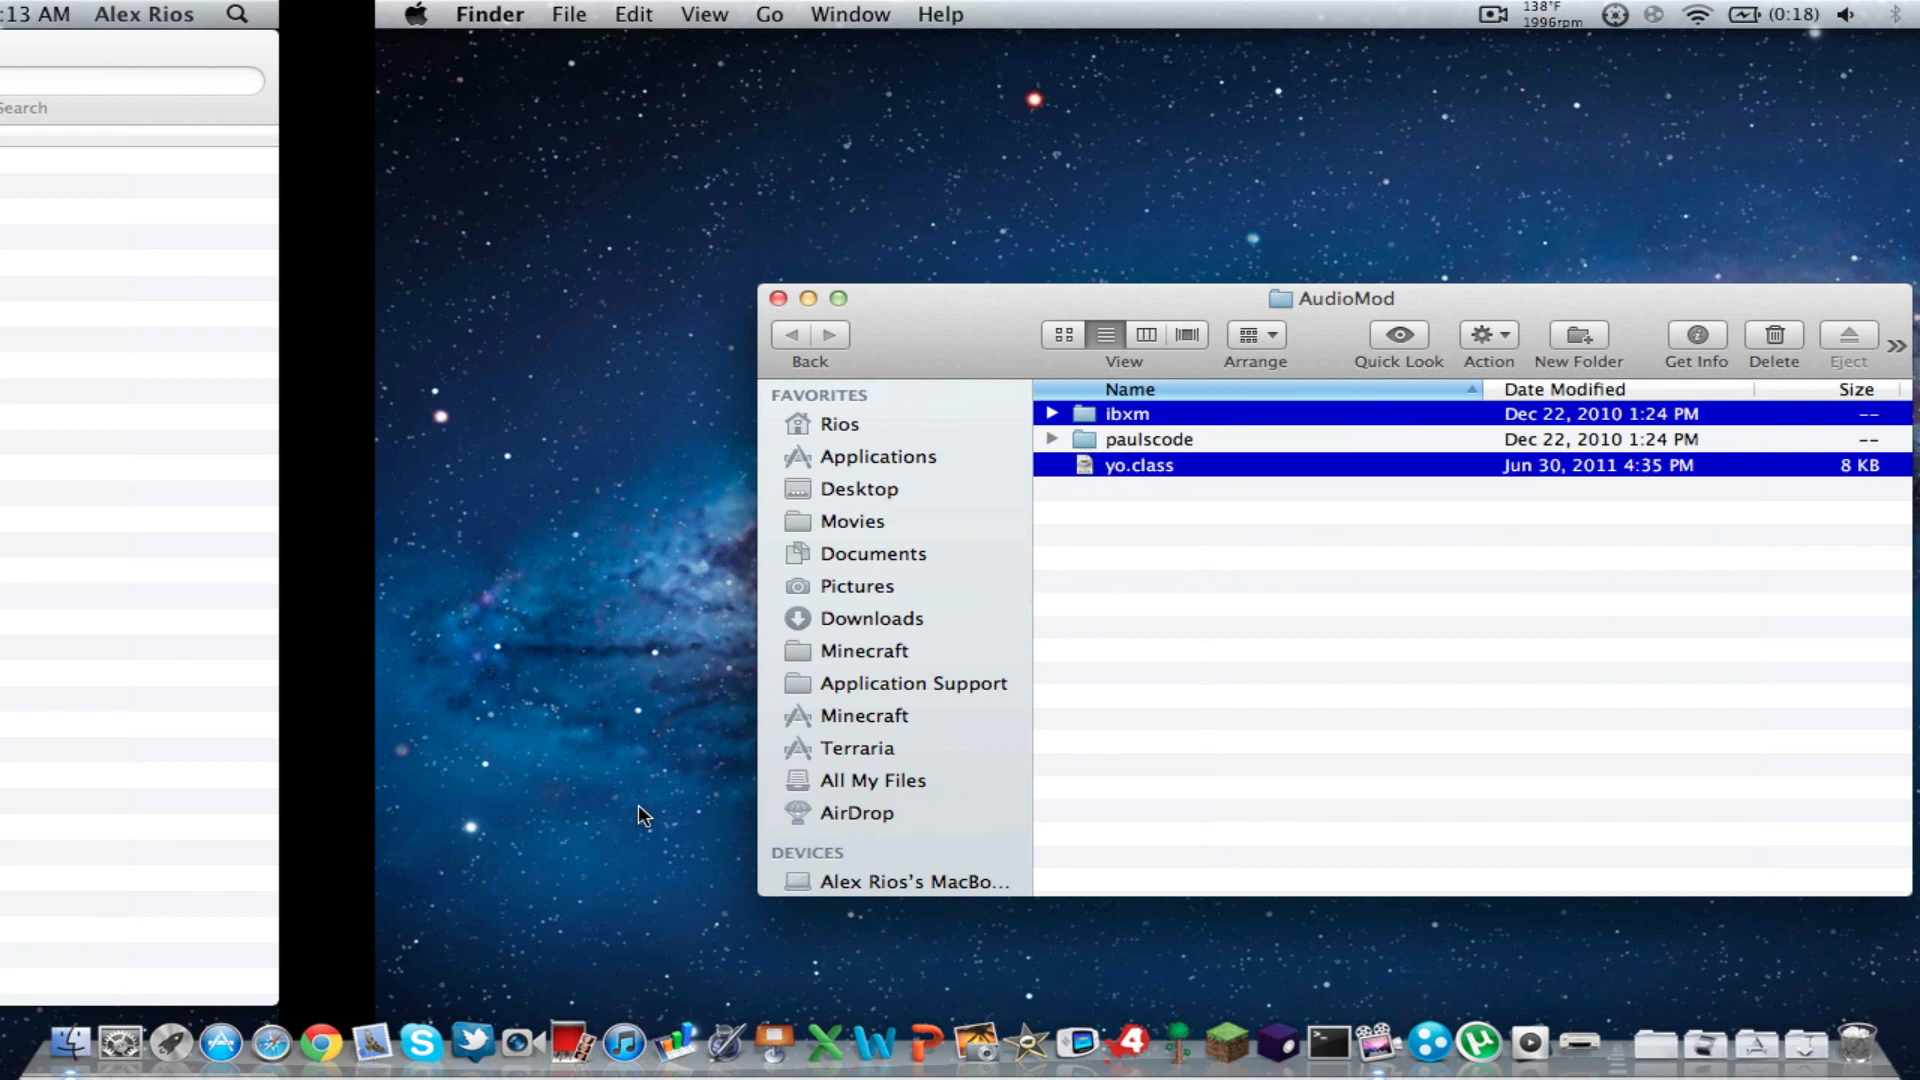 :13 AM Alex Rios
Search
Finder File Edit View Go Window Help
138°F
1996rpm
(0:18)
AudioMod
Back
View
Arrange
Quick Look
Action
New Folder
Get Info
Delete
Eject
FAVORITES
Rios
Applications
Desktop
Movies
Documents
Pictures
Downloads
Minecraft
Application Support
Minecraft
Terraria
All My Files
AirDrop
DEVICES
Alex Rios's MacBo...
Name Date Modified Size
ibxm Dec 22, 2010 1:24 PM --
paulscode Dec 22, 2010 1:24 PM --
yo.class Jun 30, 2011 4:35 PM 8 KB
4